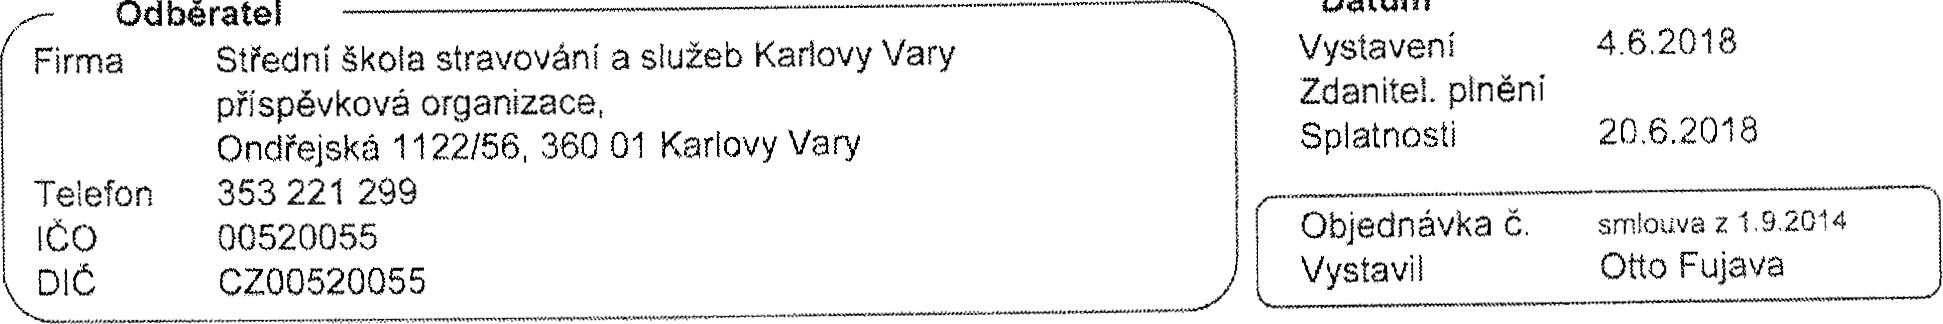 Odběratel
Firma Střední škola stravování a služeb Karlovy Vary
příspěvková organizace,
Ondřejská 1122/56, 360 01 Karlovy Vary
Telefon 353 221 299
IČO 00520055
DIČ CZ00520055
Datum
Vystavení 4.6.2018
Zdanitel. plnění
Splatnosti 20.6.2018
Objednávka č. smlouva z 1.9.2014
Vystavil Otto Fujava